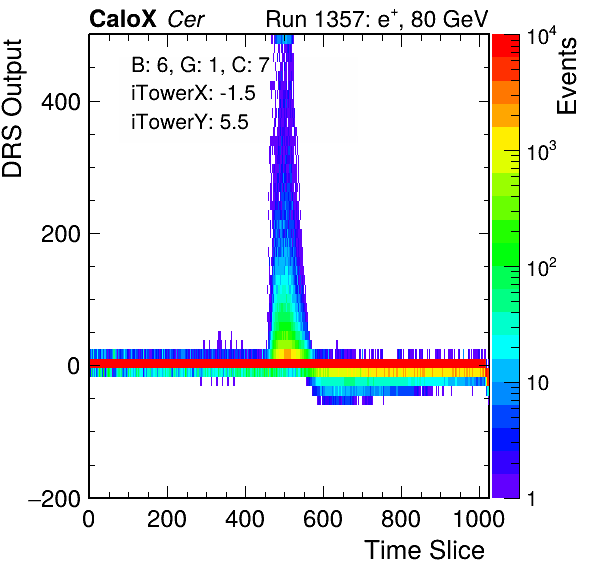 CaloX Cer Run 1357: e⁺, 80 GeV
B: 6, G: 1, C: 7
iTowerX: -1.5
iTowerY: 5.5
DRS Output
400
200
0
−200
0 200 400 600 800 1000
Time Slice
Events
10⁴
10³
10²
10
1